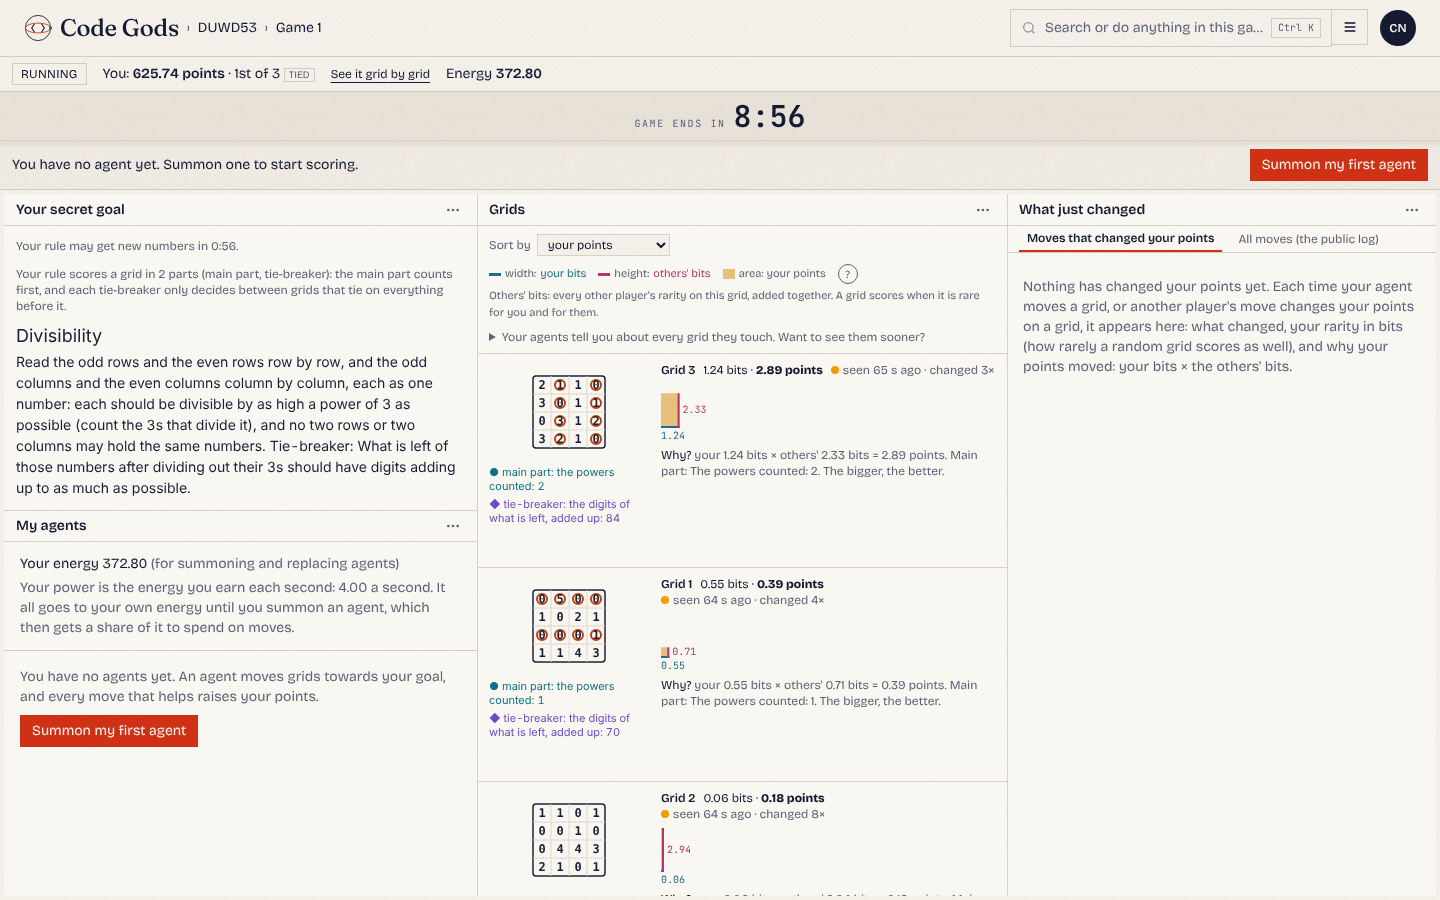 Code Gods › DUWD53 › Game 1
Search or do anything in this ga... Ctrl K ☰ CN
RUNNING You: 625.74 points · 1st of 3 TIED See it grid by grid Energy 372.80
GAME ENDS IN 8:56
You have no agent yet. Summon one to start scoring.
Summon my first agent
Your secret goal ...
Your rule may get new numbers in 0:56.
Your rule scores a grid in 2 parts (main part, tie-breaker): the main part counts
first, and each tie-breaker only decides between grids that tie on everything
before it.
Divisibility
Read the odd rows and the even rows row by row, and the odd
columns and the even columns column by column, each as one
number: each should be divisible by as high a power of 3 as
possible (count the 3s that divide it), and no two rows or two
columns may hold the same numbers. Tie-breaker: What is left of
those numbers after dividing out their 3s should have digits adding
up to as much as possible.
My agents ...
Your energy 372.80 (for summoning and replacing agents)
Your power is the energy you earn each second: 4.00 a second. It
all goes to your own energy until you summon an agent, which
then gets a share of it to spend on moves.
You have no agents yet. An agent moves grids towards your goal,
and every move that helps raises your points.
Summon my first agent
Grids ...
Sort by your points
width: your bits height: others' bits area: your points ?
Others' bits: every other player's rarity on this grid, added together. A grid scores when it is rare
for you and for them.
▶ Your agents tell you about every grid they touch. Want to see them sooner?
2 1 1 0
3 0 1 1
0 3 1 2
3 2 1 0
● main part: the powers
counted: 2
◆ tie-breaker: the digits of
what is left, added up: 84
Grid 3 1.24 bits · 2.89 points ● seen 65 s ago · changed 3×
2.33
1.24
Why? your 1.24 bits × others' 2.33 bits = 2.89 points. Main
part: The powers counted: 2. The bigger, the better.
0 5 0 0
1 0 2 1
0 0 0 1
1 1 4 3
● main part: the powers
counted: 1
◆ tie-breaker: the digits of
what is left, added up: 70
Grid 1 0.55 bits · 0.39 points
● seen 64 s ago · changed 4×
0.71
0.55
Why? your 0.55 bits × others' 0.71 bits = 0.39 points. Main
part: The powers counted: 1. The bigger, the better.
1 1 0 1
0 0 1 0
0 4 4 3
2 1 0 1
Grid 2 0.06 bits · 0.18 points
● seen 64 s ago · changed 8×
2.94
0.06
What just changed ...
Moves that changed your points All moves (the public log)
Nothing has changed your points yet. Each time your agent
moves a grid, or another player's move changes your points
on a grid, it appears here: what changed, your rarity in bits
(how rarely a random grid scores as well), and why your
points moved: your bits × the others' bits.